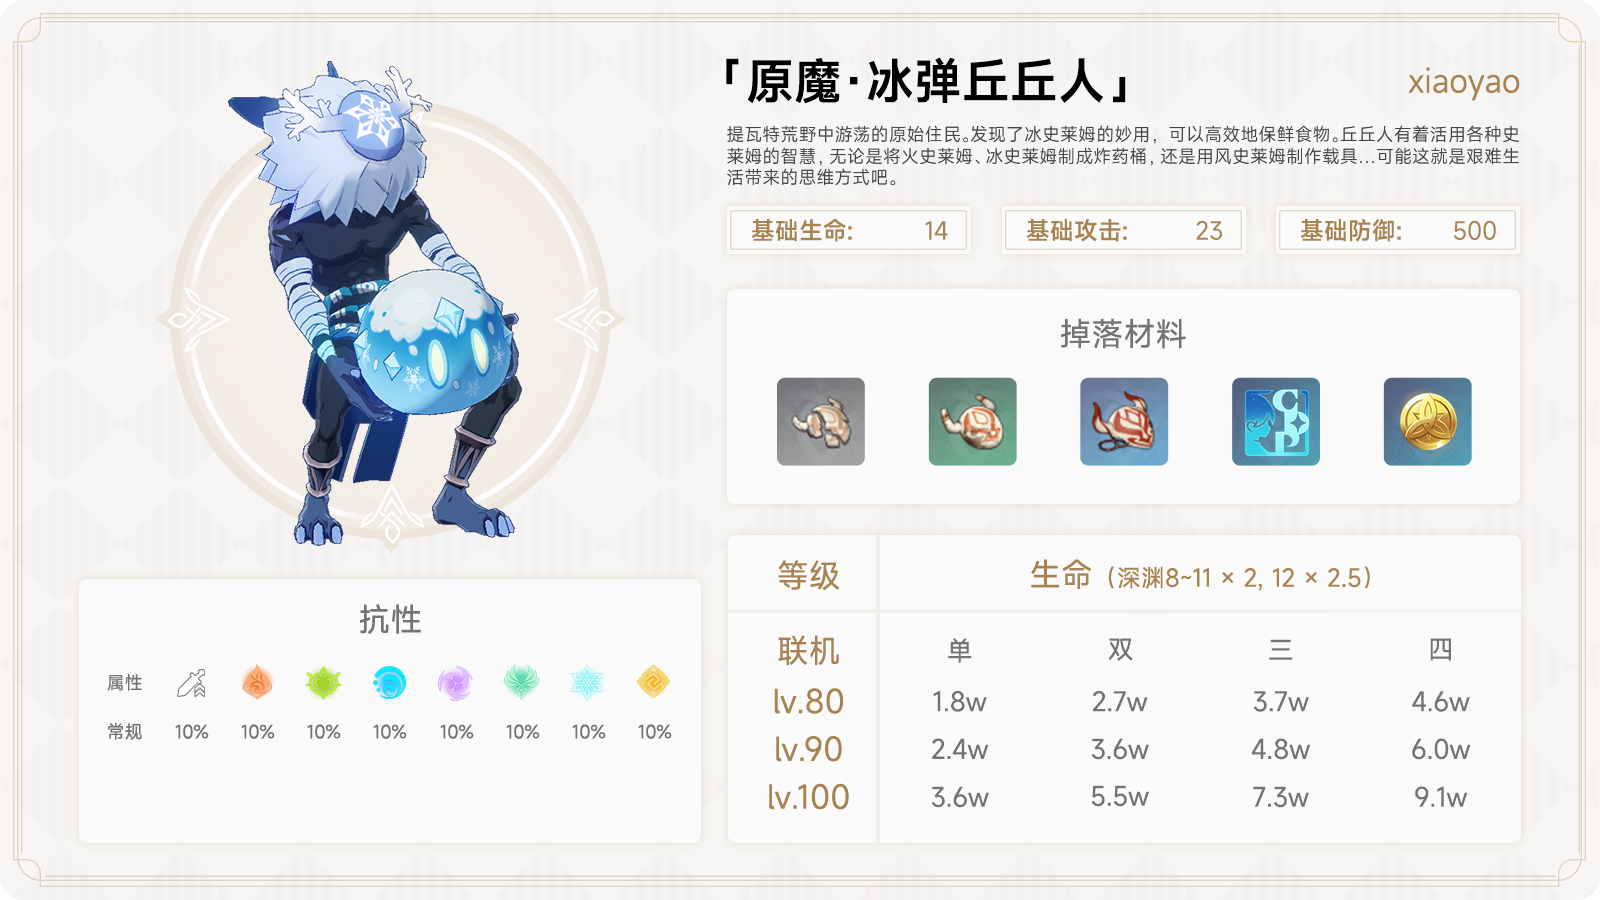 「原魔·冰弹丘丘人」
xiaoyao
提瓦特荒野中游荡的原始住民。发现了冰史莱姆的妙用，可以高效地保鲜食物。丘丘人有着活用各种史
莱姆的智慧，无论是将火史莱姆、冰史莱姆制成炸药桶，还是用风史莱姆制作载具...可能这就是艰难生
活带来的思维方式吧。
基础生命: 14
基础攻击: 23
基础防御: 500
掉落材料
等级 生命（深渊8~11 × 2, 12 × 2.5）
联机 单 双 三 四
lv.80 1.8w 2.7w 3.7w 4.6w
lv.90 2.4w 3.6w 4.8w 6.0w
lv.100 3.6w 5.5w 7.3w 9.1w
抗性
属性
常规 10% 10% 10% 10% 10% 10% 10% 10%